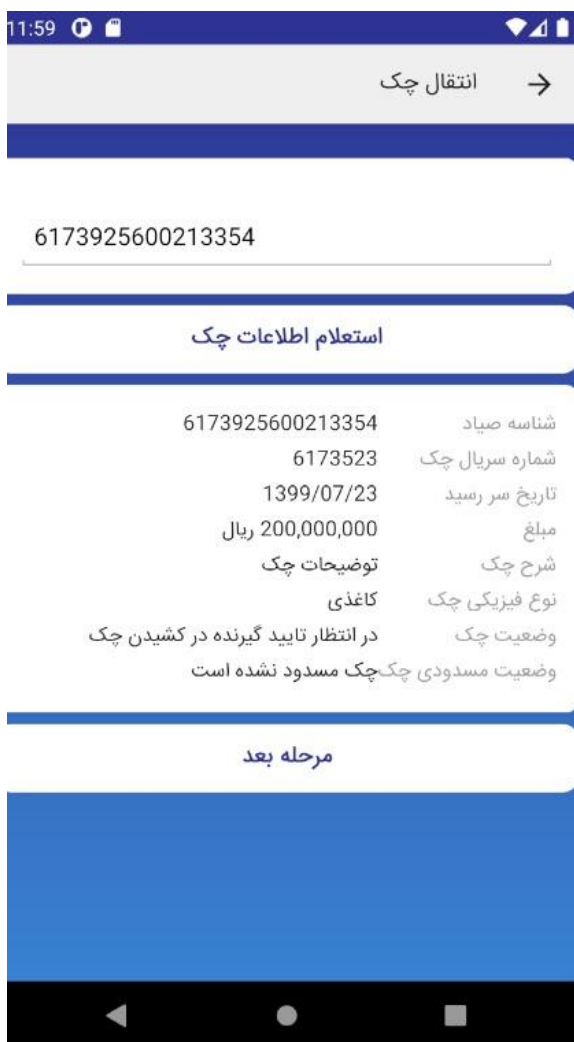 11:59
انتقال چک
6173925600213354
استعلام اطلاعات چک
شناسه صیاد 6173925600213354
شماره سریال چک 6173523
تاریخ سر رسید 1399/07/23
مبلغ 200,000,000 ریال
شرح چک توضیحات چک
نوع فیزیکی چک کاغذی
وضعیت چک در انتظار تایید گیرنده در کشیدن چک
وضعیت مسدودی چک چک مسدود نشده است
مرحله بعد